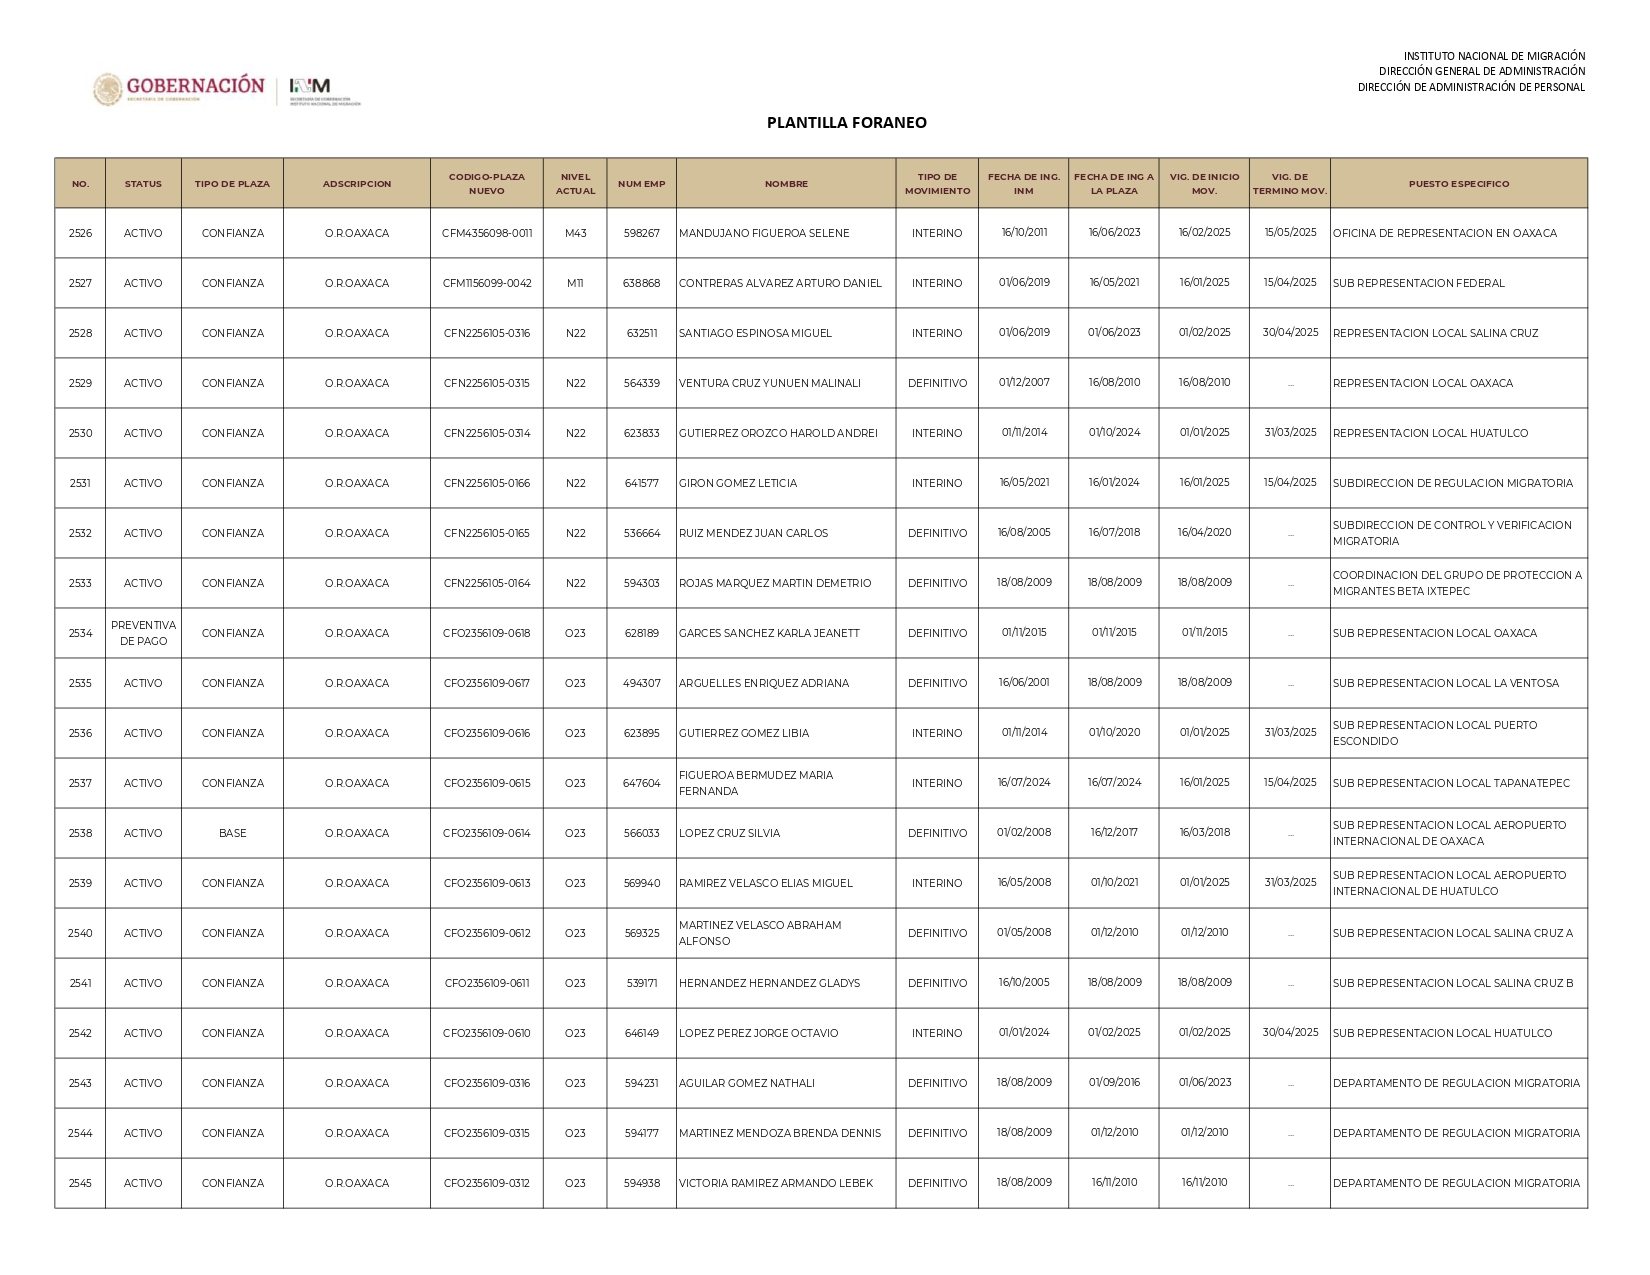 INSTITUTO NACIONAL DE MIGRACIÓN
DIRECCIÓN GENERAL DE ADMINISTRACIÓN
DIRECCIÓN DE ADMINISTRACIÓN DE PERSONAL
GOBERNACIÓN
SECRETARÍA DE GOBERNACIÓN
INM
SECRETARÍA DE GOBERNACIÓN
INSTITUTO NACIONAL DE MIGRACIÓN
PLANTILLA FORANEO
NO. STATUS TIPO DE PLAZA ADSCRIPCION CODIGO-PLAZA NUEVO NIVEL ACTUAL NUM EMP NOMBRE TIPO DE MOVIMIENTO FECHA DE ING. INM FECHA DE ING A LA PLAZA VIG. DE INICIO MOV. VIG. DE TERMINO MOV. PUESTO ESPECIFICO
2526 ACTIVO CONFIANZA O.R.OAXACA CFM4356098-0011 M43 598267 MANDUJANO FIGUEROA SELENE INTERINO 16/10/2011 16/06/2023 16/02/2025 15/05/2025 OFICINA DE REPRESENTACION EN OAXACA
2527 ACTIVO CONFIANZA O.R.OAXACA CFM1156099-0042 M11 638868 CONTRERAS ALVAREZ ARTURO DANIEL INTERINO 01/06/2019 16/05/2021 16/01/2025 15/04/2025 SUB REPRESENTACION FEDERAL
2528 ACTIVO CONFIANZA O.R.OAXACA CFN2256105-0316 N22 632511 SANTIAGO ESPINOSA MIGUEL INTERINO 01/06/2019 01/06/2023 01/02/2025 30/04/2025 REPRESENTACION LOCAL SALINA CRUZ
2529 ACTIVO CONFIANZA O.R.OAXACA CFN2256105-0315 N22 564339 VENTURA CRUZ YUNUEN MALINALI DEFINITIVO 01/12/2007 16/08/2010 16/08/2010 ... REPRESENTACION LOCAL OAXACA
2530 ACTIVO CONFIANZA O.R.OAXACA CFN2256105-0314 N22 623833 GUTIERREZ OROZCO HAROLD ANDREI INTERINO 01/11/2014 01/10/2024 01/01/2025 31/03/2025 REPRESENTACION LOCAL HUATULCO
2531 ACTIVO CONFIANZA O.R.OAXACA CFN2256105-0166 N22 641577 GIRON GOMEZ LETICIA INTERINO 16/05/2021 16/01/2024 16/01/2025 15/04/2025 SUBDIRECCION DE REGULACION MIGRATORIA
2532 ACTIVO CONFIANZA O.R.OAXACA CFN2256105-0165 N22 536664 RUIZ MENDEZ JUAN CARLOS DEFINITIVO 16/08/2005 16/07/2018 16/04/2020 ... SUBDIRECCION DE CONTROL Y VERIFICACION MIGRATORIA
2533 ACTIVO CONFIANZA O.R.OAXACA CFN2256105-0164 N22 594303 ROJAS MARQUEZ MARTIN DEMETRIO DEFINITIVO 18/08/2009 18/08/2009 18/08/2009 ... COORDINACION DEL GRUPO DE PROTECCION A MIGRANTES BETA IXTEPEC
2534 PREVENTIVA DE PAGO CONFIANZA O.R.OAXACA CFO2356109-0618 O23 628189 GARCES SANCHEZ KARLA JEANETT DEFINITIVO 01/11/2015 01/11/2015 01/11/2015 ... SUB REPRESENTACION LOCAL OAXACA
2535 ACTIVO CONFIANZA O.R.OAXACA CFO2356109-0617 O23 494307 ARGUELLES ENRIQUEZ ADRIANA DEFINITIVO 16/06/2001 18/08/2009 18/08/2009 ... SUB REPRESENTACION LOCAL LA VENTOSA
2536 ACTIVO CONFIANZA O.R.OAXACA CFO2356109-0616 O23 623895 GUTIERREZ GOMEZ LIBIA INTERINO 01/11/2014 01/10/2020 01/01/2025 31/03/2025 SUB REPRESENTACION LOCAL PUERTO ESCONDIDO
2537 ACTIVO CONFIANZA O.R.OAXACA CFO2356109-0615 O23 647604 FIGUEROA BERMUDEZ MARIA FERNANDA INTERINO 16/07/2024 16/07/2024 16/01/2025 15/04/2025 SUB REPRESENTACION LOCAL TAPANATEPEC
2538 ACTIVO BASE O.R.OAXACA CFO2356109-0614 O23 566033 LOPEZ CRUZ SILVIA DEFINITIVO 01/02/2008 16/12/2017 16/03/2018 ... SUB REPRESENTACION LOCAL AEROPUERTO INTERNACIONAL DE OAXACA
2539 ACTIVO CONFIANZA O.R.OAXACA CFO2356109-0613 O23 569940 RAMIREZ VELASCO ELIAS MIGUEL INTERINO 16/05/2008 01/10/2021 01/01/2025 31/03/2025 SUB REPRESENTACION LOCAL AEROPUERTO INTERNACIONAL DE HUATULCO
2540 ACTIVO CONFIANZA O.R.OAXACA CFO2356109-0612 O23 569325 MARTINEZ VELASCO ABRAHAM ALFONSO DEFINITIVO 01/05/2008 01/12/2010 01/12/2010 ... SUB REPRESENTACION LOCAL SALINA CRUZ A
2541 ACTIVO CONFIANZA O.R.OAXACA CFO2356109-0611 O23 539171 HERNANDEZ HERNANDEZ GLADYS DEFINITIVO 16/10/2005 18/08/2009 18/08/2009 ... SUB REPRESENTACION LOCAL SALINA CRUZ B
2542 ACTIVO CONFIANZA O.R.OAXACA CFO2356109-0610 O23 646149 LOPEZ PEREZ JORGE OCTAVIO INTERINO 01/01/2024 01/02/2025 01/02/2025 30/04/2025 SUB REPRESENTACION LOCAL HUATULCO
2543 ACTIVO CONFIANZA O.R.OAXACA CFO2356109-0316 O23 594231 AGUILAR GOMEZ NATHALI DEFINITIVO 18/08/2009 01/09/2016 01/06/2023 ... DEPARTAMENTO DE REGULACION MIGRATORIA
2544 ACTIVO CONFIANZA O.R.OAXACA CFO2356109-0315 O23 594177 MARTINEZ MENDOZA BRENDA DENNIS DEFINITIVO 18/08/2009 01/12/2010 01/12/2010 ... DEPARTAMENTO DE REGULACION MIGRATORIA
2545 ACTIVO CONFIANZA O.R.OAXACA CFO2356109-0312 O23 594938 VICTORIA RAMIREZ ARMANDO LEBEK DEFINITIVO 18/08/2009 16/11/2010 16/11/2010 ... DEPARTAMENTO DE REGULACION MIGRATORIA